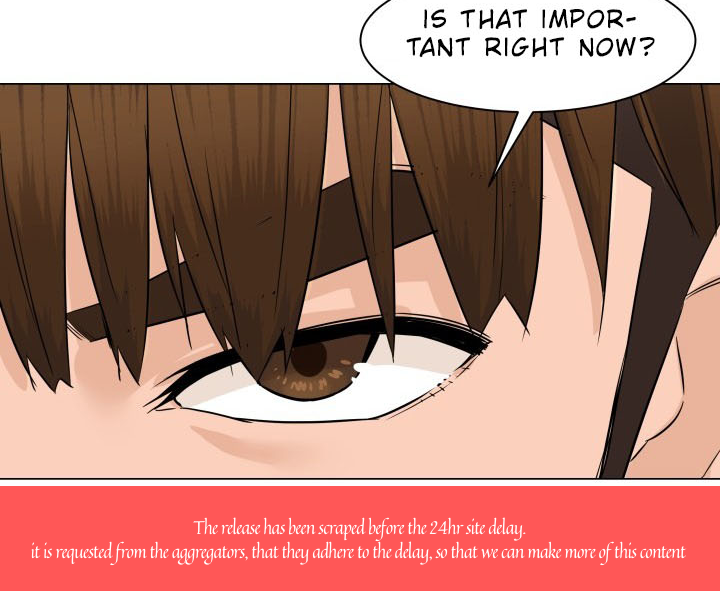 IS THAT IMPOR-
TANT RIGHT NOW?
The release has been scraped before the 24hr site delay.
it is requested from the aggregators, that they adhere to the delay, so that we can make more of this content